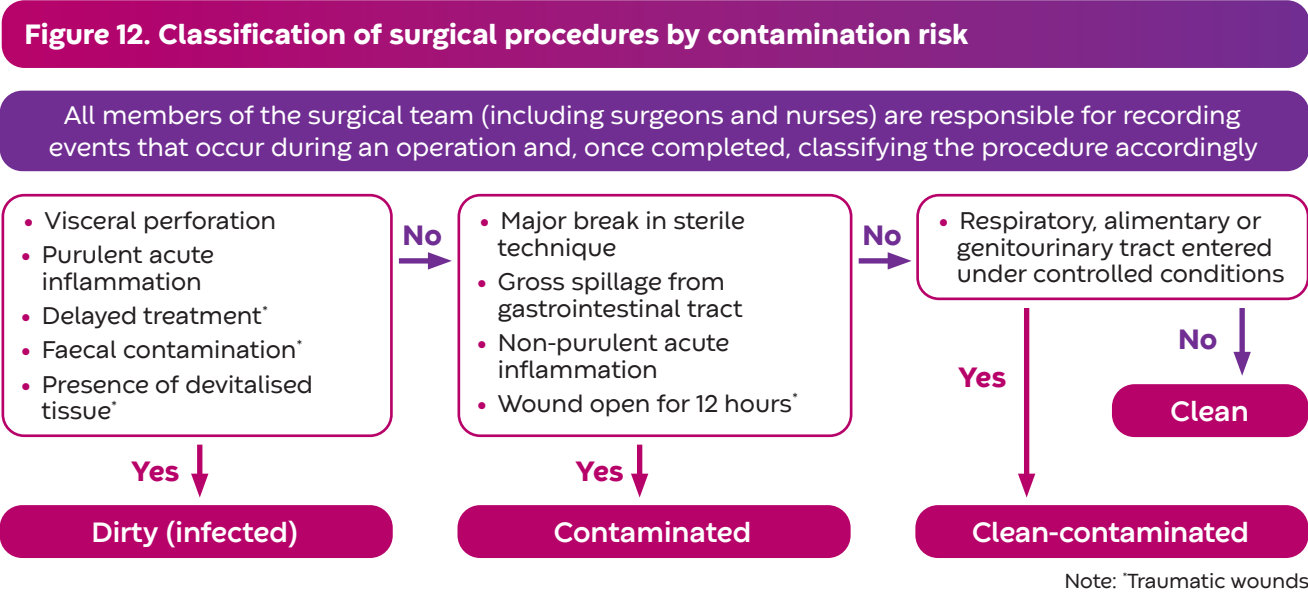 Figure 12. Classification of surgical procedures by contamination risk
All members of the surgical team (including surgeons and nurses) are responsible for recording
events that occur during an operation and, once completed, classifying the procedure accordingly
• Visceral perforation
• Purulent acute
inflammation
• Delayed treatment*
• Faecal contamination*
• Presence of devitalised
tissue*
No
• Major break in sterile
technique
• Gross spillage from
gastrointestinal tract
• Non-purulent acute
inflammation
• Wound open for 12 hours*
No
• Respiratory, alimentary or
genitourinary tract entered
under controlled conditions
Yes
Dirty (infected)
Yes
Contaminated
Yes
Clean-contaminated
No
Clean
Note: *Traumatic wounds